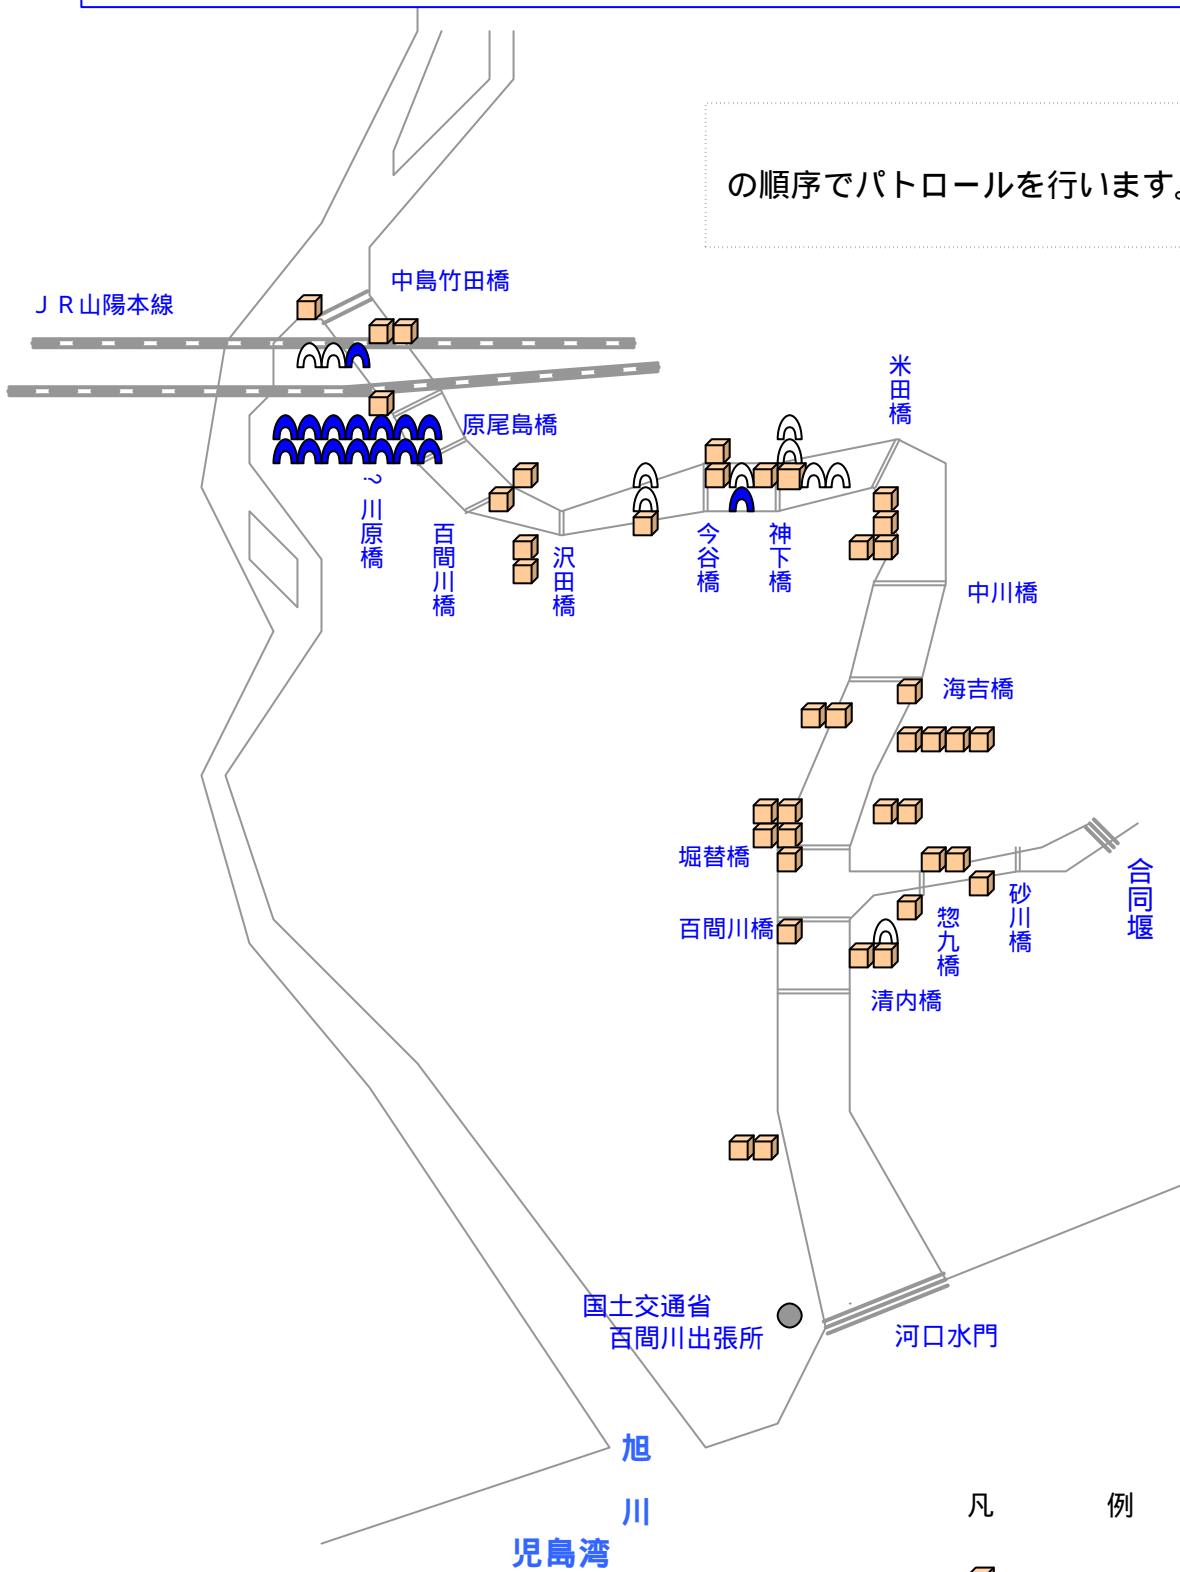 の順序でパトロールを行います。
中島竹田橋
ＪＲ山陽本線
米田橋
原尾島橋
?川原橋
百間川橋
沢田橋
今谷橋
神下橋
中川橋
海吉橋
堀替橋
合同堰
砂川橋
惣九橋
百間川橋
清内橋
国土交通省
百間川出張所
河口水門
旭川
児島湾
凡例